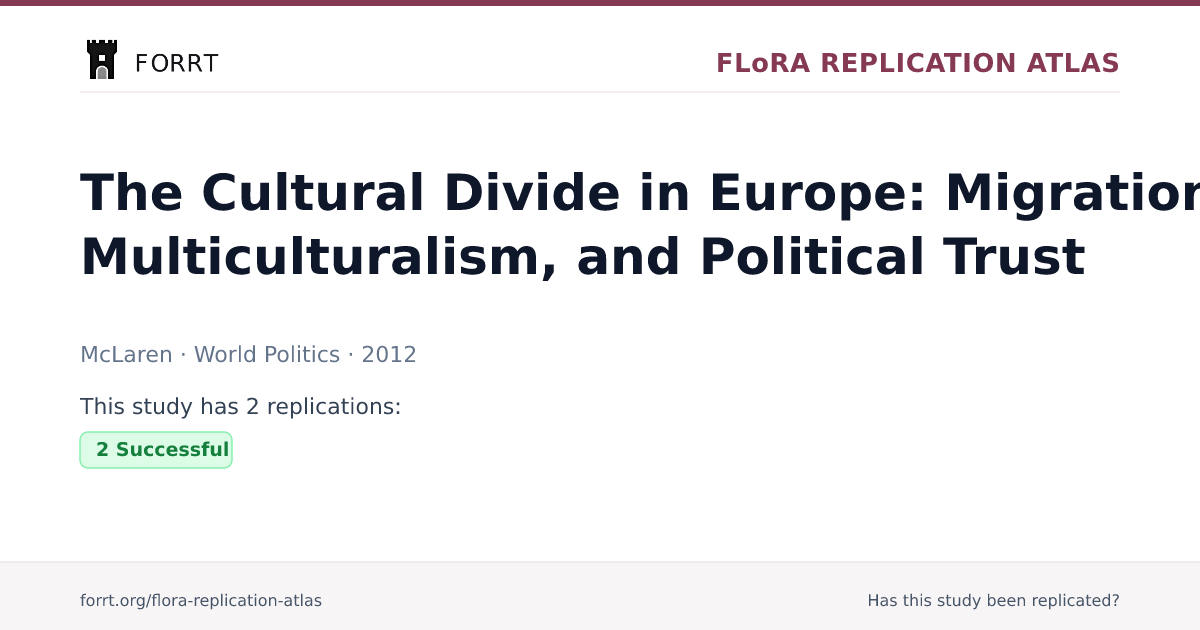 FORRT
FLoRA REPLICATION ATLAS
The Cultural Divide in Europe: Migration
Multiculturalism, and Political Trust
McLaren · World Politics · 2012
This study has 2 replications:
2 Successful
forrt.org/flora-replication-atlas
Has this study been replicated?